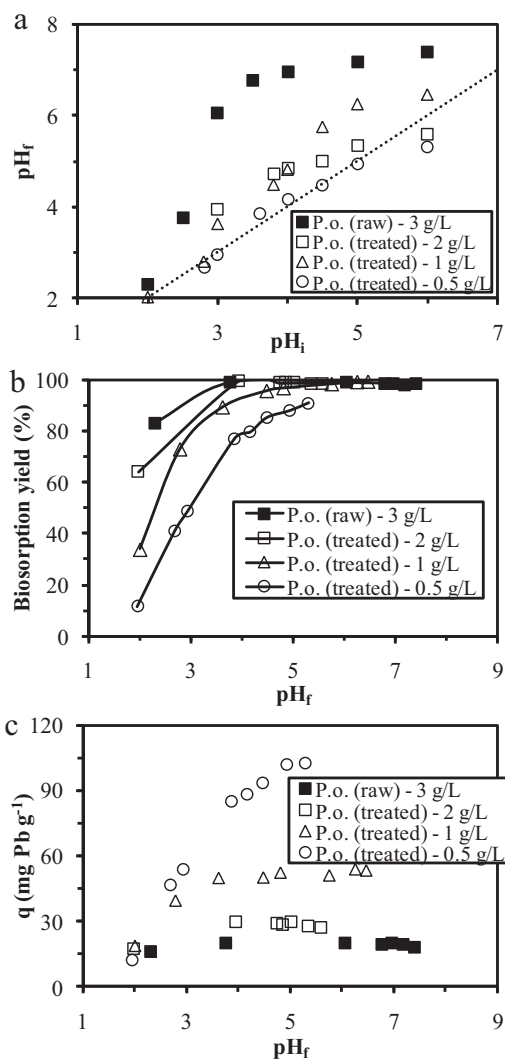 a
8
6
4
2
pHf
P.o. (raw) - 3 g/L
P.o. (treated) - 2 g/L
P.o. (treated) - 1 g/L
P.o. (treated) - 0.5 g/L
1 3 5 7
pHi
b
100
80
60
40
20
0
Biosorption yield (%)
P.o. (raw) - 3 g/L
P.o. (treated) - 2 g/L
P.o. (treated) - 1 g/L
P.o. (treated) - 0.5 g/L
1 3 5 7 9
pHf
c
120
90
60
30
0
q (mg Pb g-1)
P.o. (raw) - 3 g/L
P.o. (treated) - 2 g/L
P.o. (treated) - 1 g/L
P.o. (treated) - 0.5 g/L
1 3 5 7 9
pHf